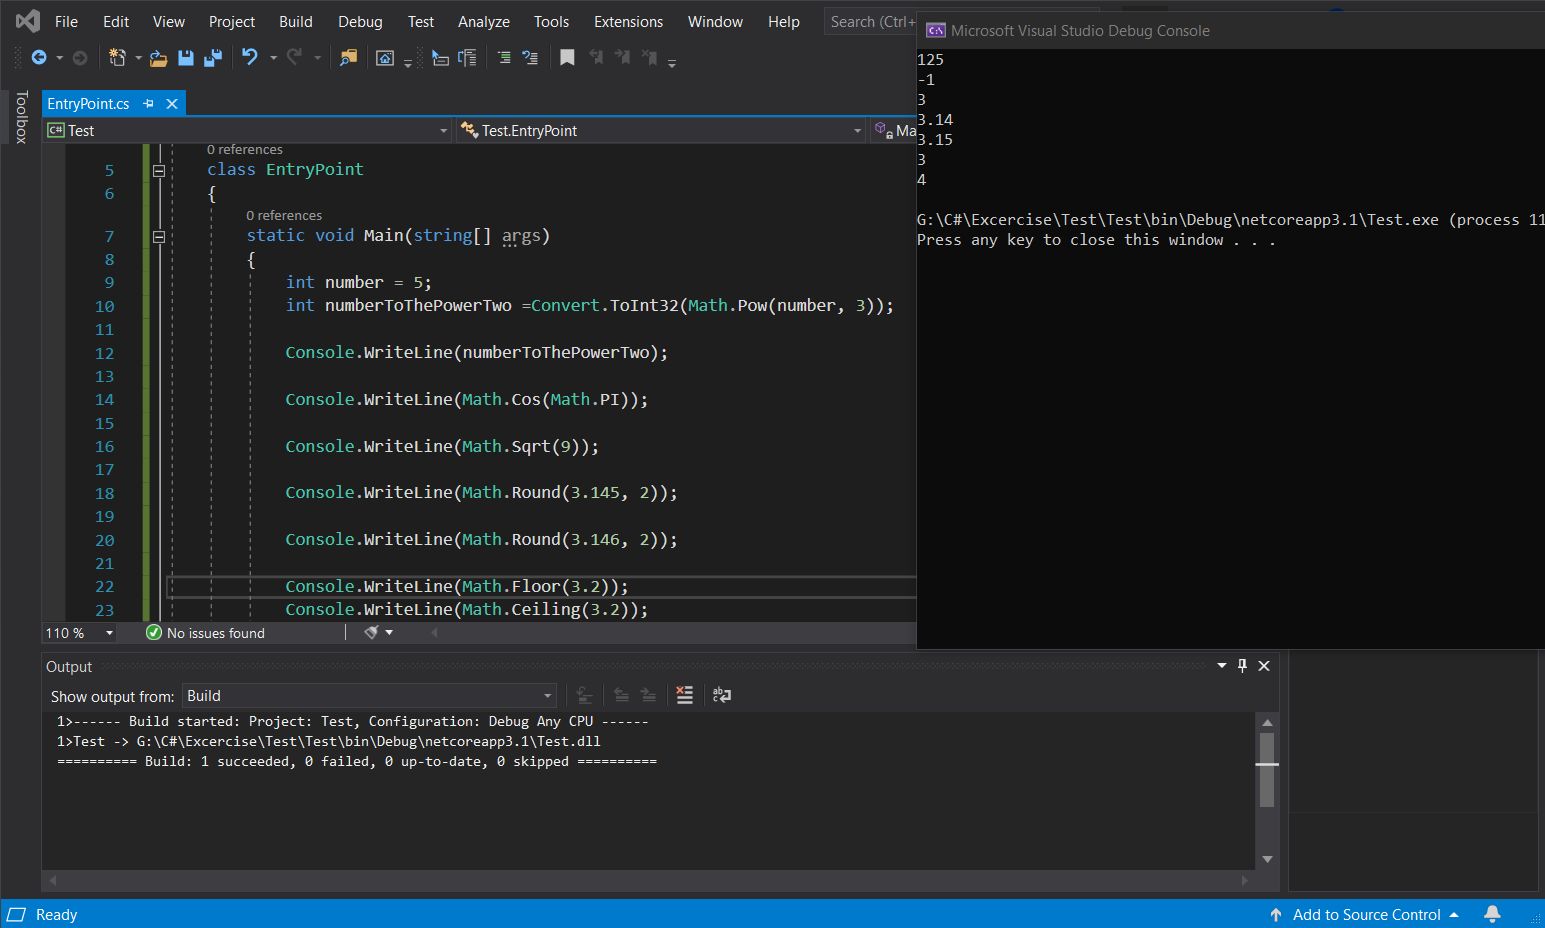 File Edit View Project Build Debug Test Analyze Tools Extensions Window Help Search (Ctrl+
Toolbox
EntryPoint.cs
C# Test Test.EntryPoint Ma
0 references
5 class EntryPoint
6 {
0 references
7 static void Main(string[] args)
8 {
9 int number = 5;
10 int numberToThePowerTwo =Convert.ToInt32(Math.Pow(number, 3));
11
12 Console.WriteLine(numberToThePowerTwo);
13
14 Console.WriteLine(Math.Cos(Math.PI));
15
16 Console.WriteLine(Math.Sqrt(9));
17
18 Console.WriteLine(Math.Round(3.145, 2));
19
20 Console.WriteLine(Math.Round(3.146, 2));
21
22 Console.WriteLine(Math.Floor(3.2));
23 Console.WriteLine(Math.Ceiling(3.2));
110 % No issues found
C:\ Microsoft Visual Studio Debug Console
125
-1
3
3.14
3.15
3
4
G:\C#\Excercise\Test\Test\bin\Debug\netcoreapp3.1\Test.exe (process 11
Press any key to close this window . . .
Output
Show output from: Build
1>------ Build started: Project: Test, Configuration: Debug Any CPU ------
1>Test -> G:\C#\Excercise\Test\Test\bin\Debug\netcoreapp3.1\Test.dll
========== Build: 1 succeeded, 0 failed, 0 up-to-date, 0 skipped ==========
Ready Add to Source Control